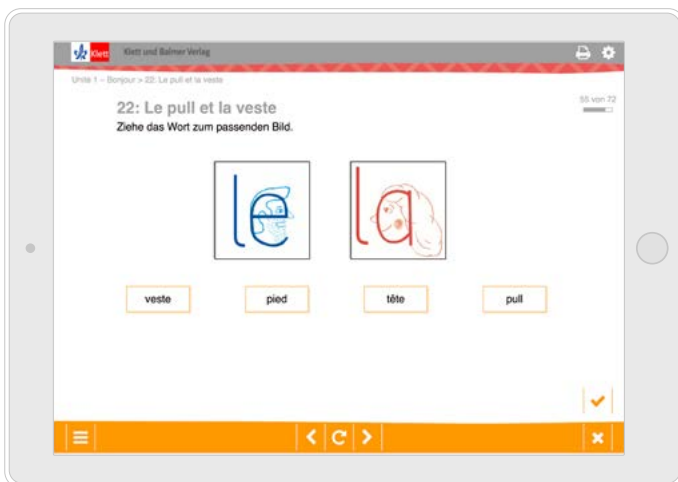 Klett
Klett und Balmer Verlag
Unité 1 – Bonjour > 22: Le pull et la veste
55 von 72
22: Le pull et la veste
Ziehe das Wort zum passenden Bild.
le
la
veste
pied
tête
pull